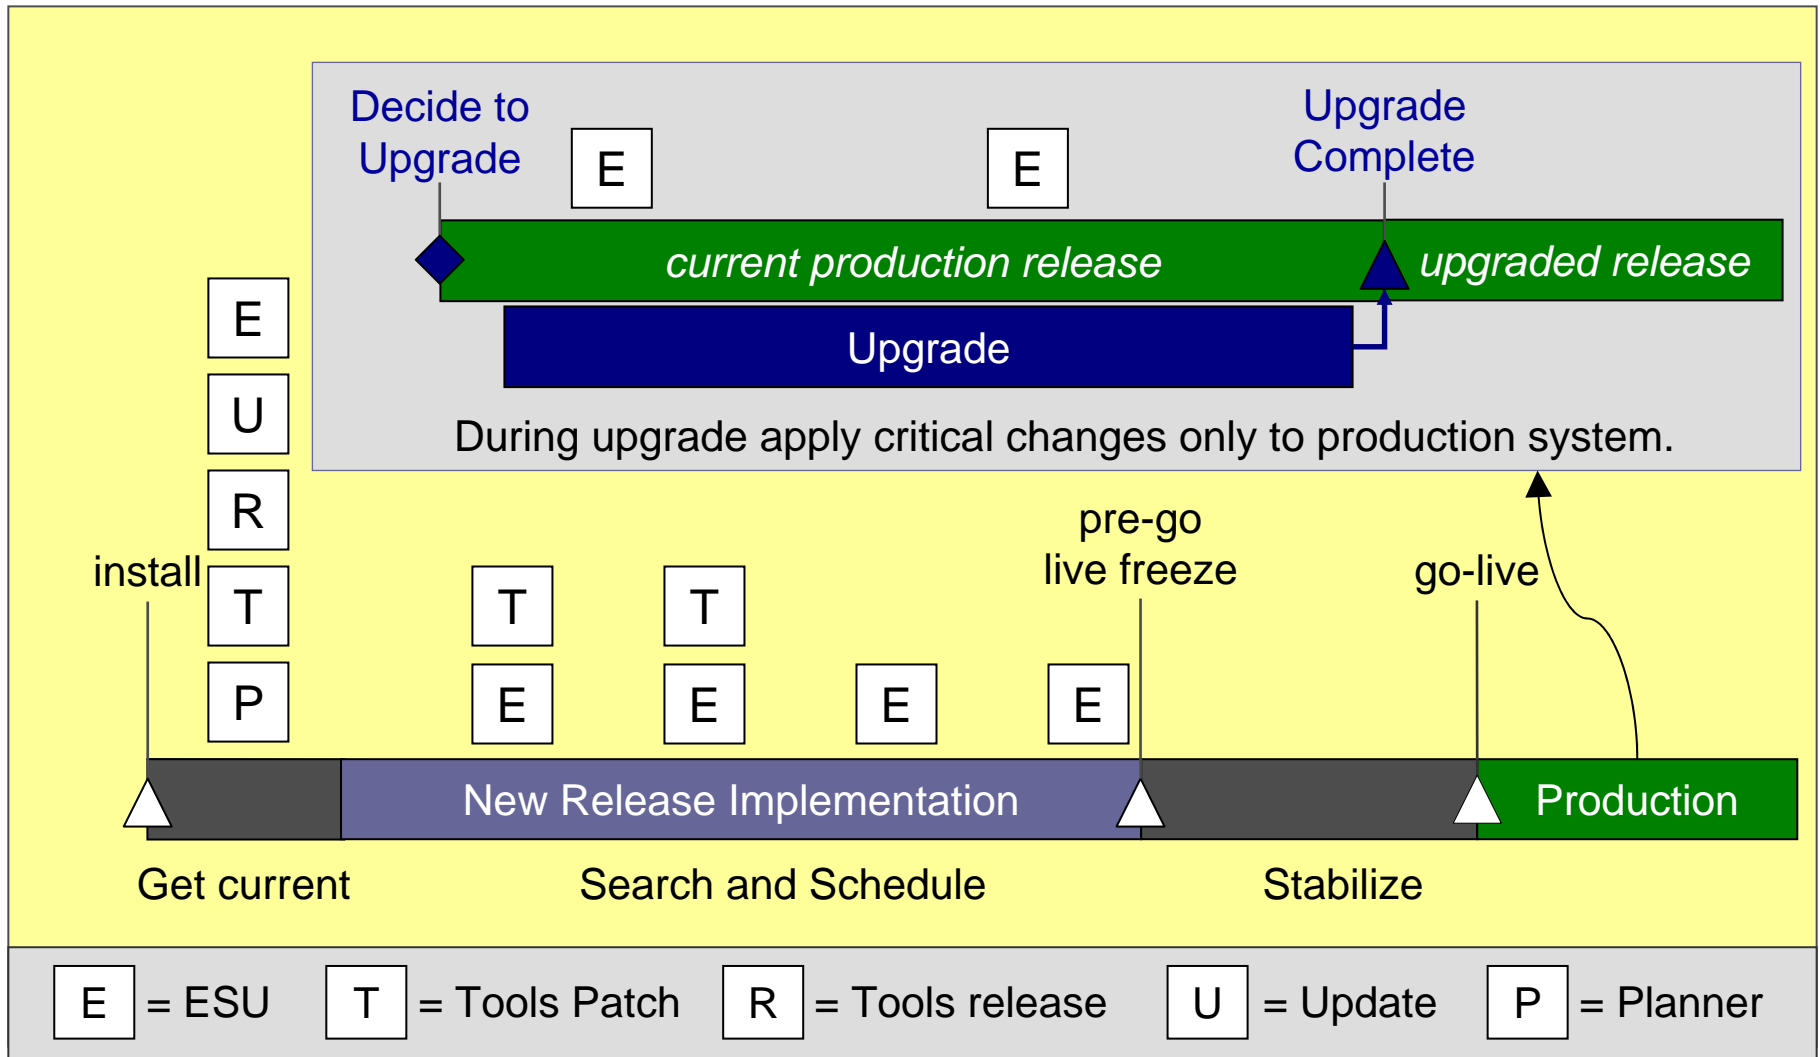 Decide to
Upgrade
E
E
Upgrade
Complete
current production release
upgraded release
Upgrade
During upgrade apply critical changes only to production system.
E
U
R
T
P
install
T
E
T
E
E
E
pre-go
live freeze
go-live
New Release Implementation
Production
Get current
Search and Schedule
Stabilize
E = ESU
T = Tools Patch
R = Tools release
U = Update
P = Planner